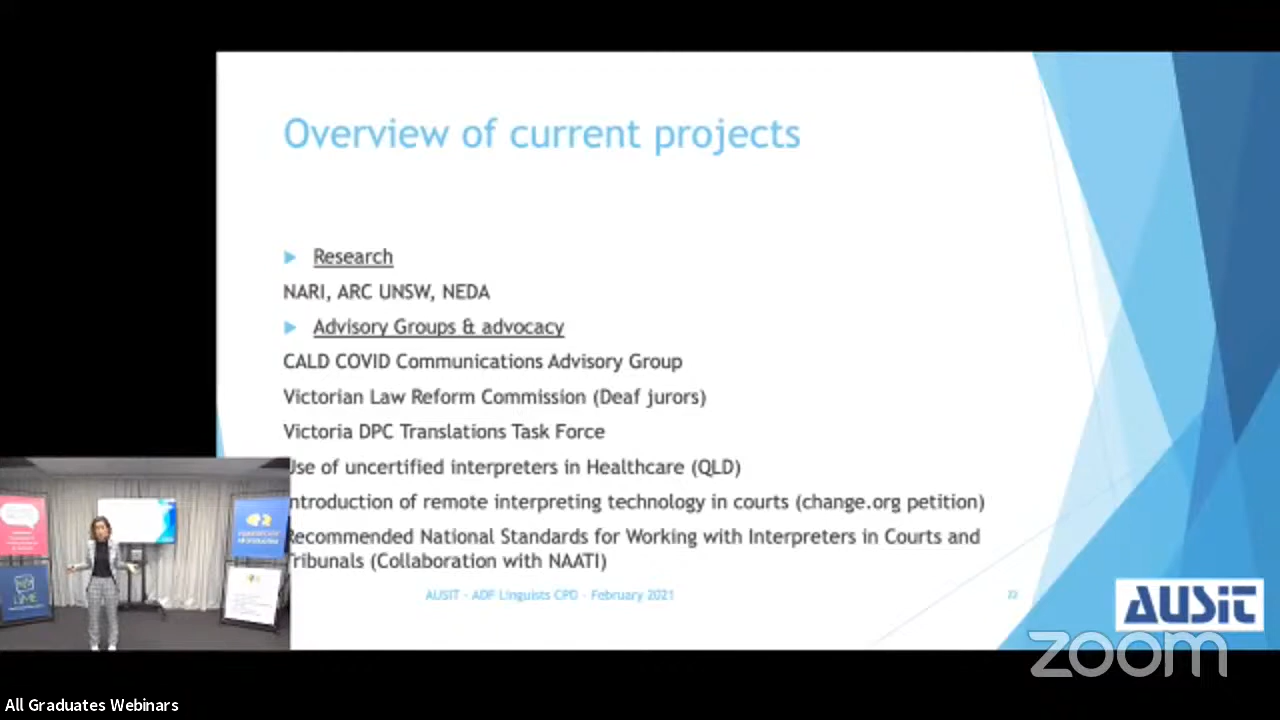 Overview of current projects
Research
NARI, ARC UNSW, NEDA
Advisory Groups & advocacy
CALD COVID Communications Advisory Group
Victorian Law Reform Commission (Deaf jurors)
Victoria DPC Translations Task Force
Use of uncertified interpreters in Healthcare (QLD)
ntroduction of remote interpreting technology in courts (change.org petition)
Recommended National Standards for Working with Interpreters in Courts and
ribunals (Collaboration with NAATI)
AUSIT - ADF Linguists CPD - February 2021
22
AUSiT
zoom
All Graduates Webinars